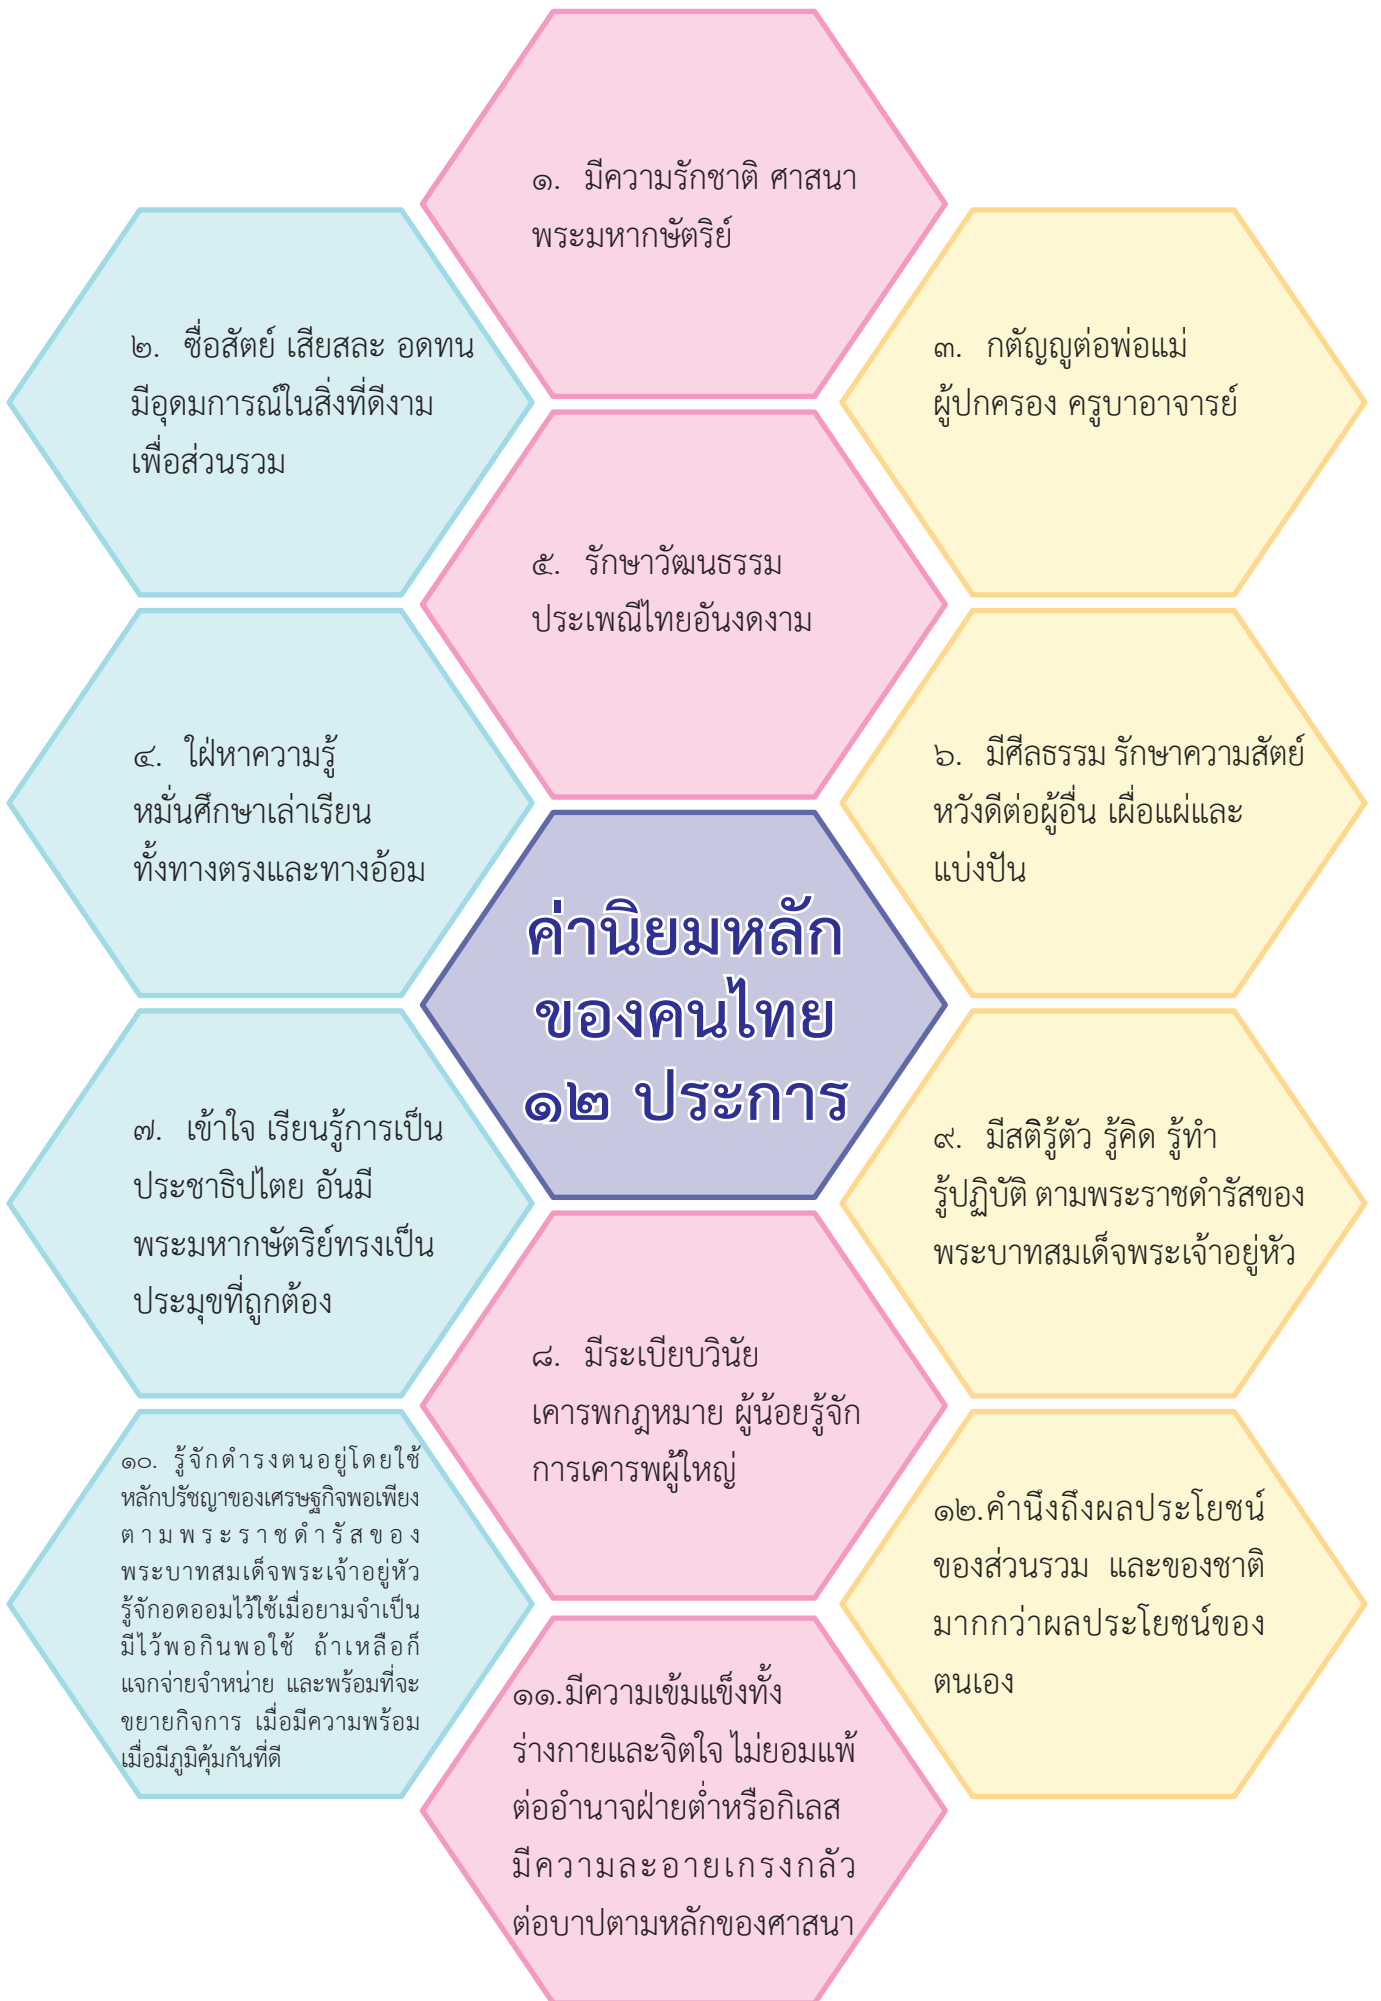 ๑. มีความรักชาติ ศาสนา
พระมหากษัตริย์
๒. ซื่อสัตย์ เสียสละ อดทน
มีอุดมการณ์ในสิ่งที่ดีงาม
เพื่อส่วนรวม
๓. กตัญญูต่อพ่อแม่
ผู้ปกครอง ครูบาอาจารย์
๔. ใฝ่หาความรู้
หมั่นศึกษาเล่าเรียน
ทั้งทางตรงและทางอ้อม
๕. รักษาวัฒนธรรม
ประเพณีไทยอันงดงาม
๖. มีศีลธรรม รักษาความสัตย์
หวังดีต่อผู้อื่น เผื่อแผ่และ
แบ่งปัน
ค่านิยมหลัก
ของคนไทย
๑๒ ประการ
๗. เข้าใจ เรียนรู้การเป็น
ประชาธิปไตย อันมี
พระมหากษัตริย์ทรงเป็น
ประมุขที่ถูกต้อง
๘. มีระเบียบวินัย
เคารพกฎหมาย ผู้น้อยรู้จัก
การเคารพผู้ใหญ่
๙. มีสติรู้ตัว รู้คิด รู้ทำ
รู้ปฏิบัติ ตามพระราชดำรัสของ
พระบาทสมเด็จพระเจ้าอยู่หัว
๑๐. รู้จักดำรงตนอยู่โดยใช้
หลักปรัชญาของเศรษฐกิจพอเพียง
ตามพระราชดำรัสของ
พระบาทสมเด็จพระเจ้าอยู่หัว
รู้จักอดออมไว้ใช้เมื่อยามจำเป็น
มีไว้พอกินพอใช้ ถ้าเหลือก็
แจกจ่ายจำหน่าย และพร้อมที่จะ
ขยายกิจการ เมื่อมีความพร้อม
เมื่อมีภูมิคุ้มกันที่ดี
๑๑.มีความเข้มแข็งทั้ง
ร่างกายและจิตใจ ไม่ยอมแพ้
ต่ออำนาจฝ่ายต่ำหรือกิเลส
มีความละอายเกรงกลัว
ต่อบาปตามหลักของศาสนา
๑๒.คำนึงถึงผลประโยชน์
ของส่วนรวม และของชาติ
มากกว่าผลประโยชน์ของ
ตนเอง